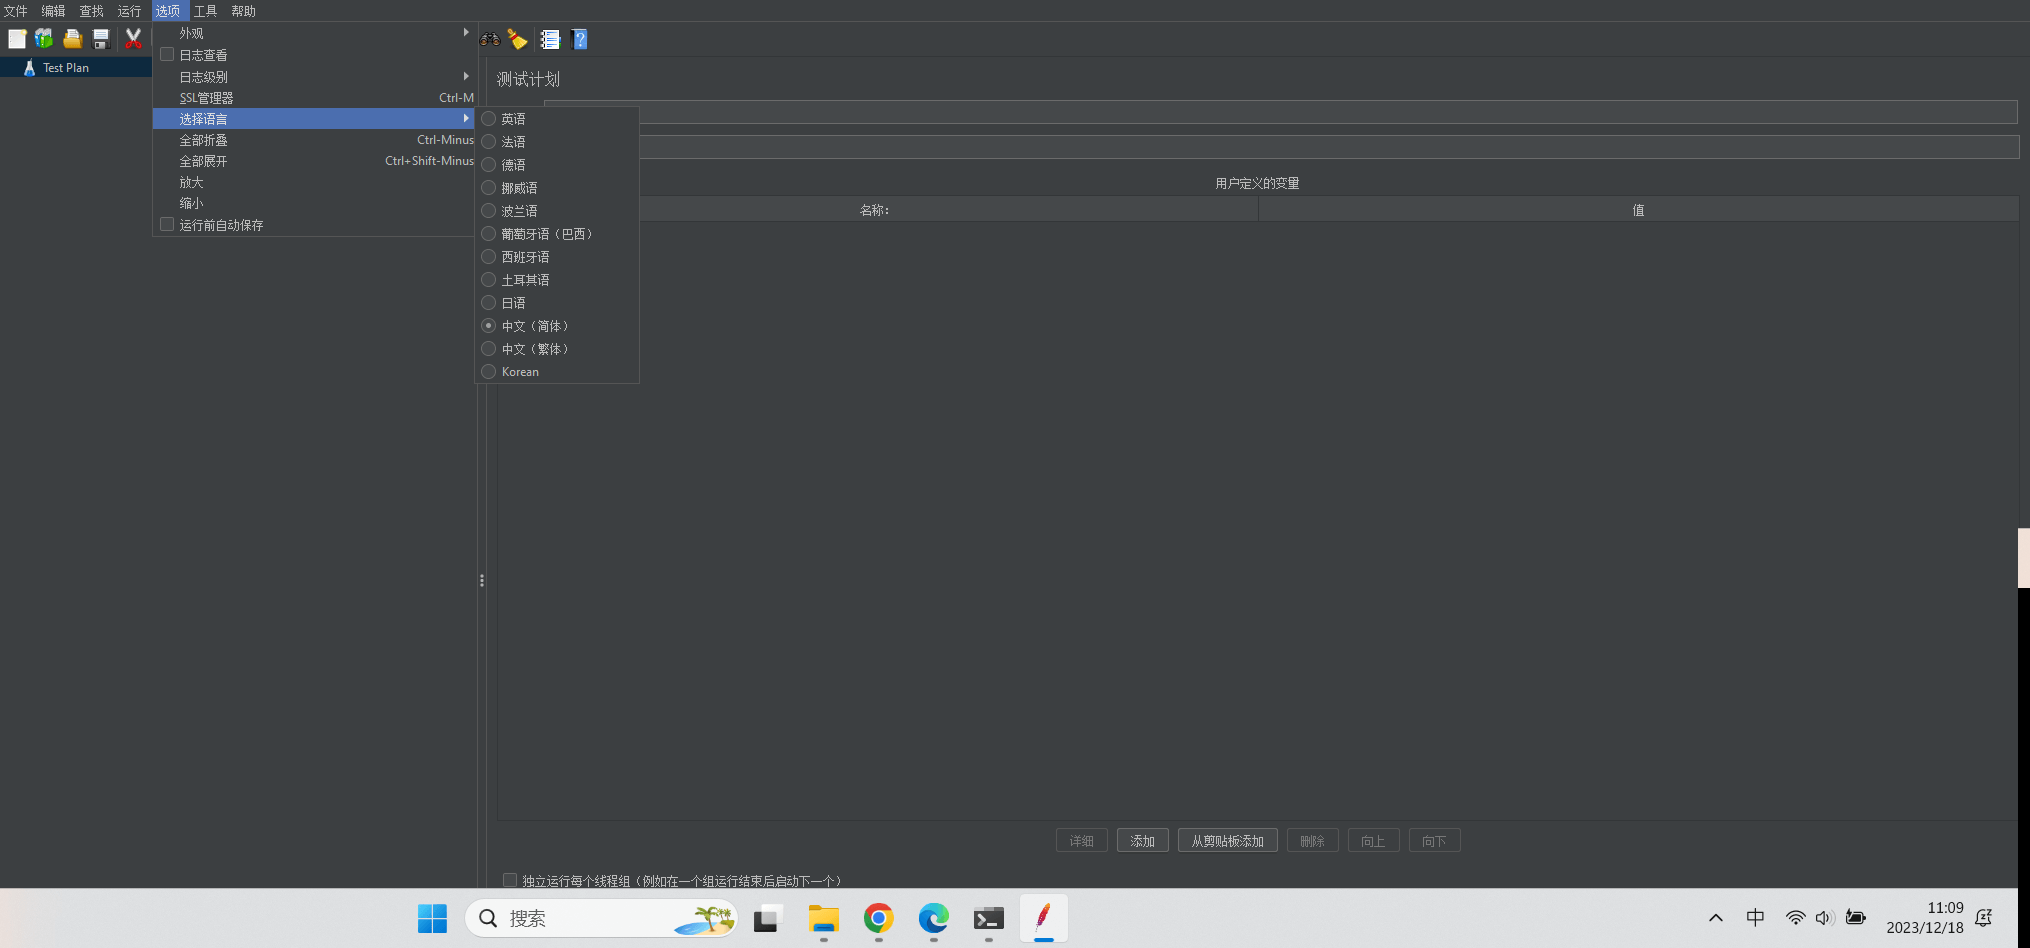 文件 编辑 查找 运行 选项 工具 帮助
Test Plan
外观
日志查看
日志级别
SSL管理器 Ctrl-M
选择语言
全部折叠 Ctrl-Minus
全部展开 Ctrl+Shift-Minus
放大
缩小
运行前自动保存
英语
法语
德语
挪威语
波兰语
葡萄牙语（巴西）
西班牙语
土耳其语
日语
中文（简体）
中文（繁体）
Korean
测试计划
用户定义的变量
名称: 值
详细 添加 从剪贴板添加 删除 向上 向下
独立运行每个线程组（例如在一个组运行结束后启动下一个）
搜索
中
11:09
2023/12/18